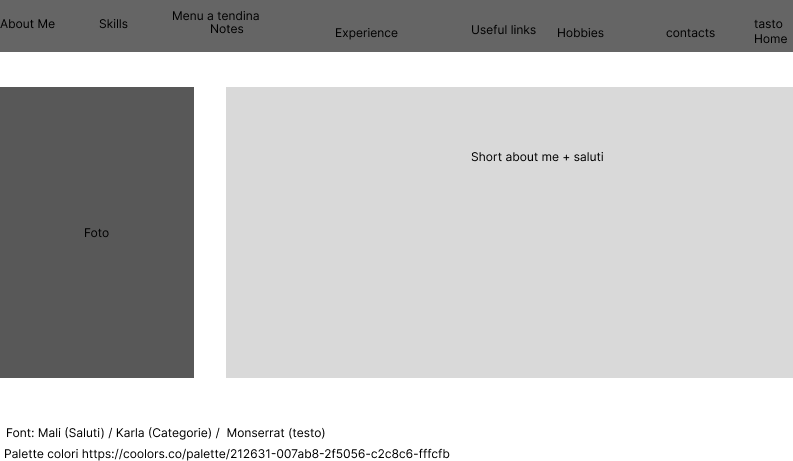 About Me
Skills
Menu a tendina
Notes
Experience
Useful links
Hobbies
contacts
tasto
Home
Foto
Short about me + saluti
Font: Mali (Saluti) / Karla (Categorie) / Monserrat (testo)
Palette colori https://coolors.co/palette/212631-007ab8-2f5056-c2c8c6-fffcfb